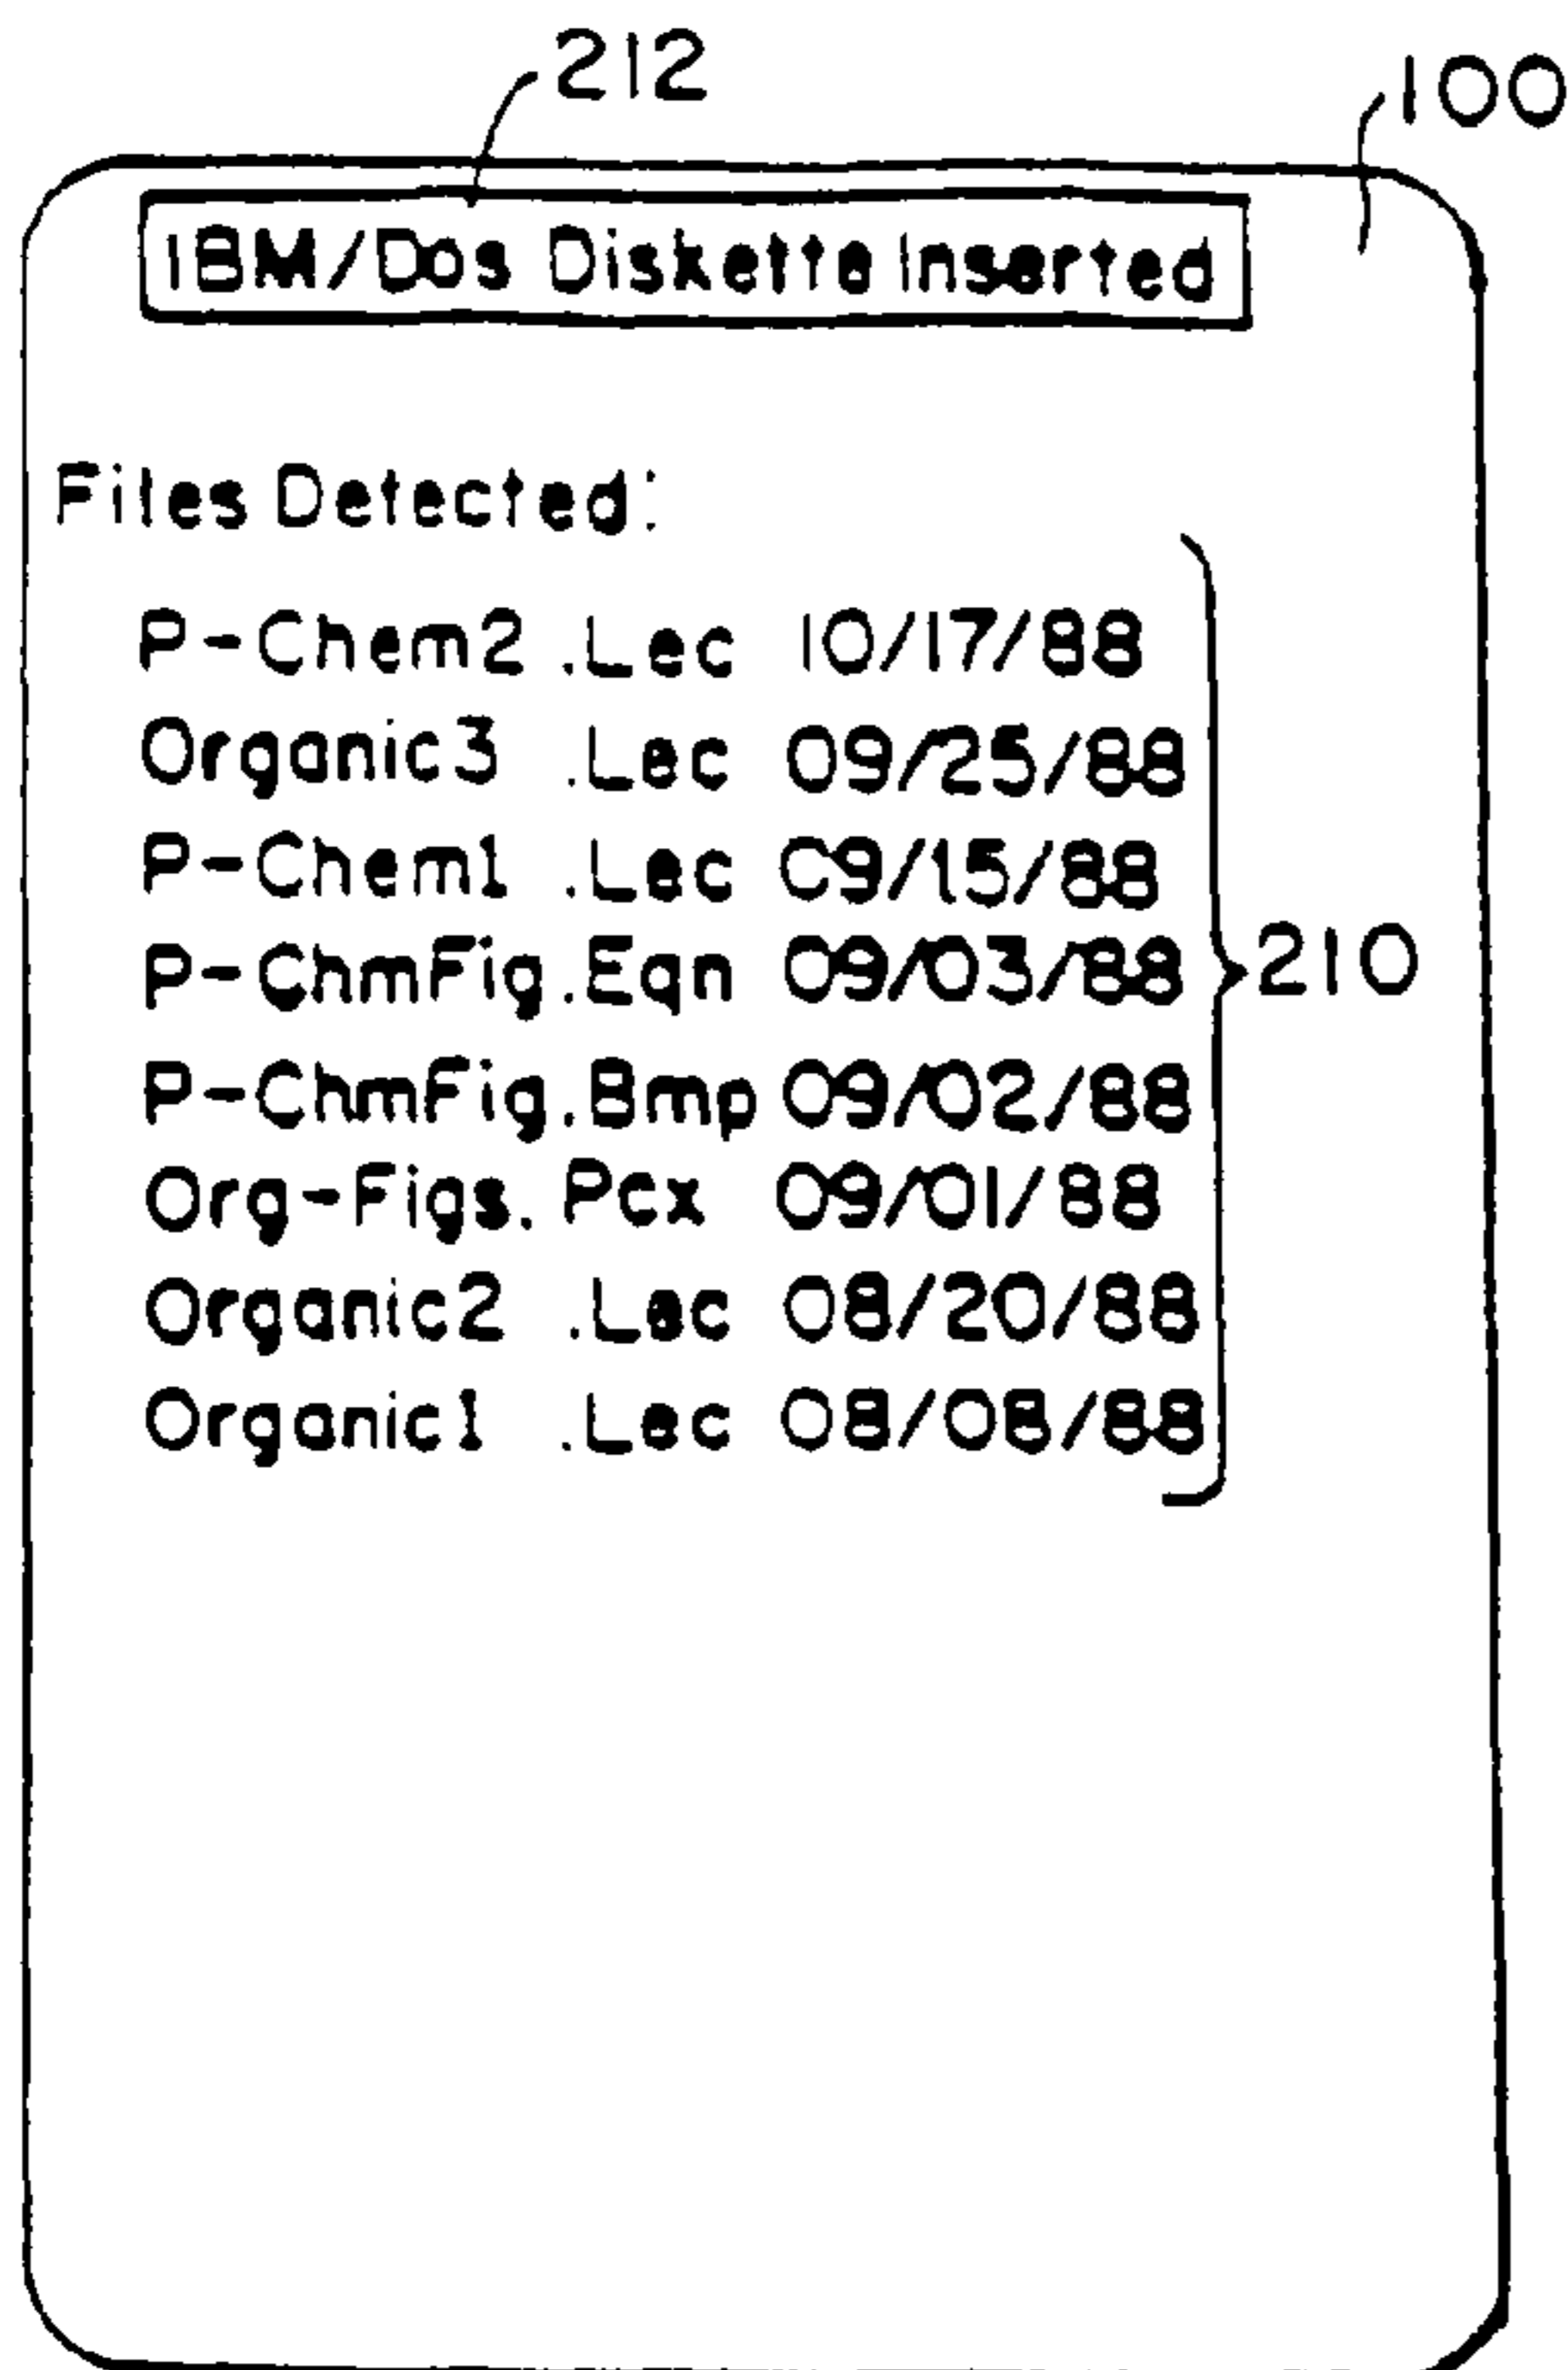 212
100
IBM/Dos Diskette Inserted
Files Detected:
P-Chem2 .Lec 10/17/88
Organic3 .Lec 09/25/88
P-Chem1 .Lec 09/15/88
P-ChmFig.Eqn 09/03/88
210
P-ChmFig.Bmp 09/02/88
Org-Figs.Pcx 09/01/88
Organic2 .Lec 08/20/88
Organic1 .Lec 08/08/88